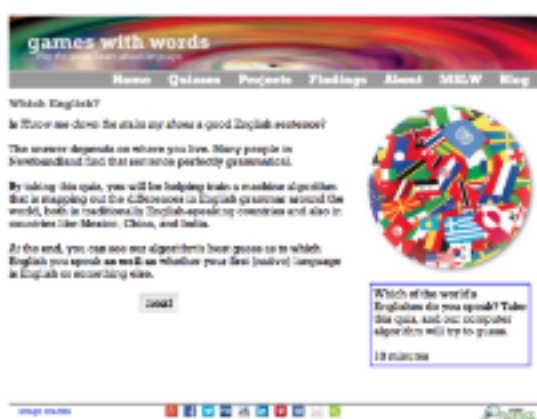 games with words
Home Quizzes Projects Findings About MSLW Blog
Which English?
Is Throw me down the stairs my shoes a good English sentence?
The answer depends on where you live. Many people in
Newfoundland find that sentence perfectly grammatical.
By taking this quiz, you will be helping train a machine algorithm
that is mapping out the differences in English grammar around the
world, both in traditionally English-speaking countries and also in
countries like Mexico, China, and India.
At the end, you can see our algorithm's best guess as to which
English you speak as well as whether your first (native) language
is English or something else.
next
Which of the world's
Englishes do you speak? Take
this quiz, and our computer
algorithm will try to guess.
10 minutes